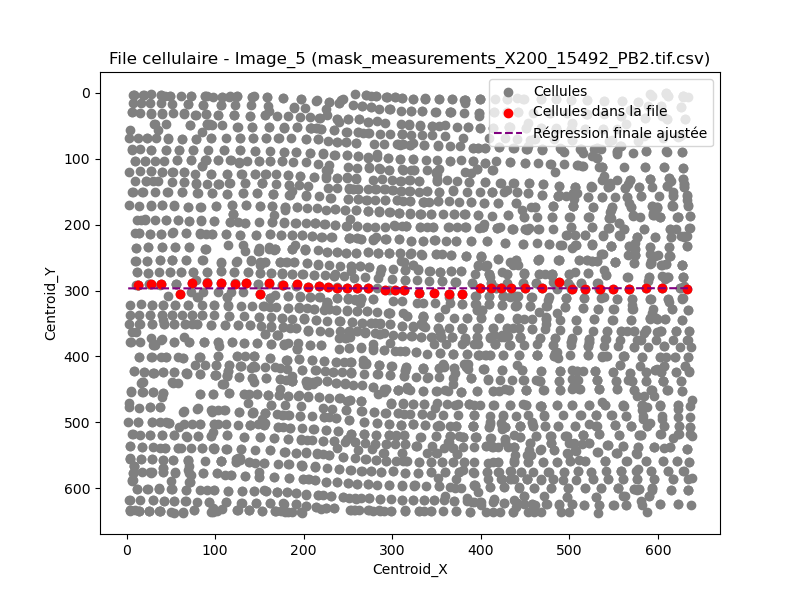 File cellulaire - Image_5 (mask_measurements_X200_15492_PB2.tif.csv)
Cellules
Cellules dans la file
Régression finale ajustée
0
100
200
300
400
500
600
Centroid_Y
0 100 200 300 400 500 600
Centroid_X